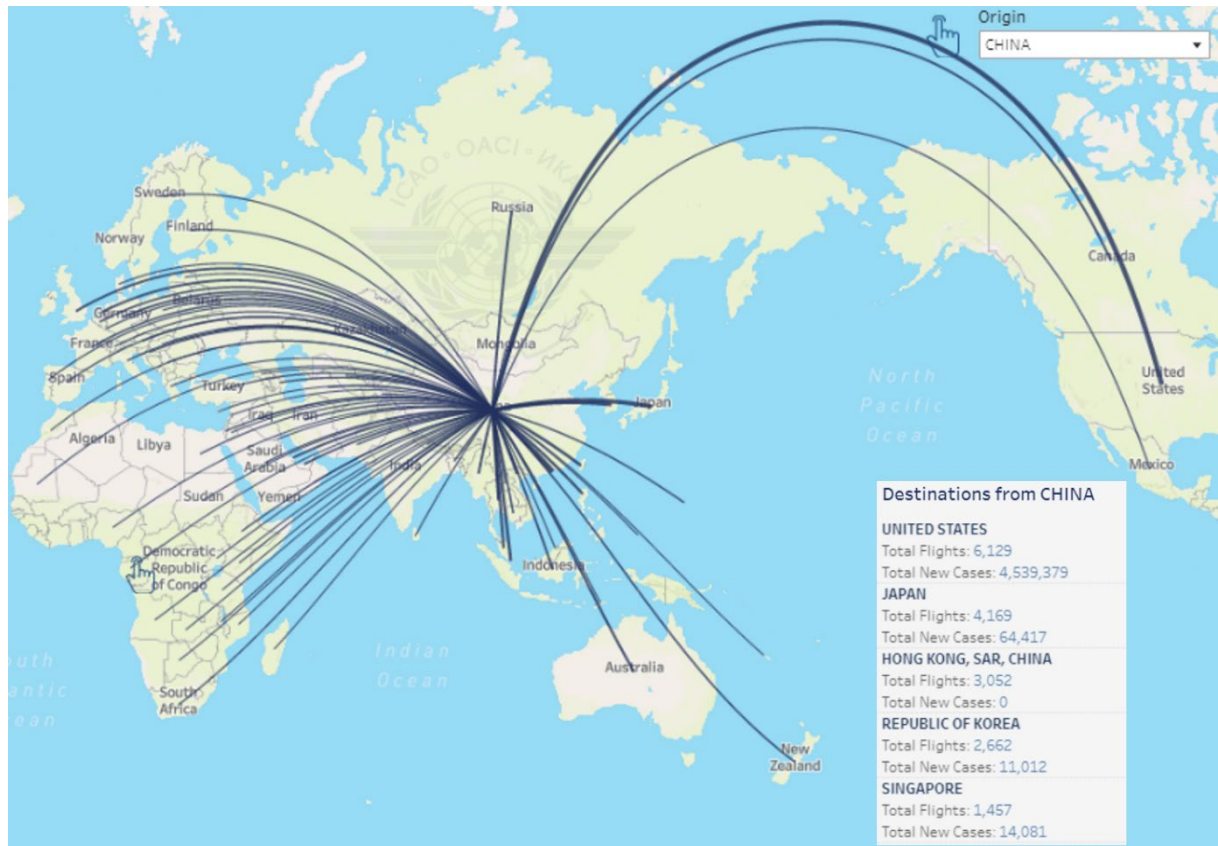 Origin
CHINA
ICAO • OACI • ИКАО
Sweden
Russia
Finland
Norway
Canada
Belarus
Germany
Kazakhstan
France
Mongolia
United
States
Spain
Turkey
Japan
North
Pacific
Ocean
Iraq
Iran
Algeria
Libya
Saudi
Arabia
India
Mexico
Sudan
Yemen
Destinations from CHINA
UNITED STATES
Total Flights: 6,129
Total New Cases: 4,539,379
JAPAN
Total Flights: 4,169
Total New Cases: 64,417
HONG KONG, SAR, CHINA
Total Flights: 3,052
Total New Cases: 0
REPUBLIC OF KOREA
Total Flights: 2,662
Total New Cases: 11,012
SINGAPORE
Total Flights: 1,457
Total New Cases: 14,081
Democratic
Republic
of Congo
Indonesia
Indian
Ocean
Australia
South
Africa
New
Zealand